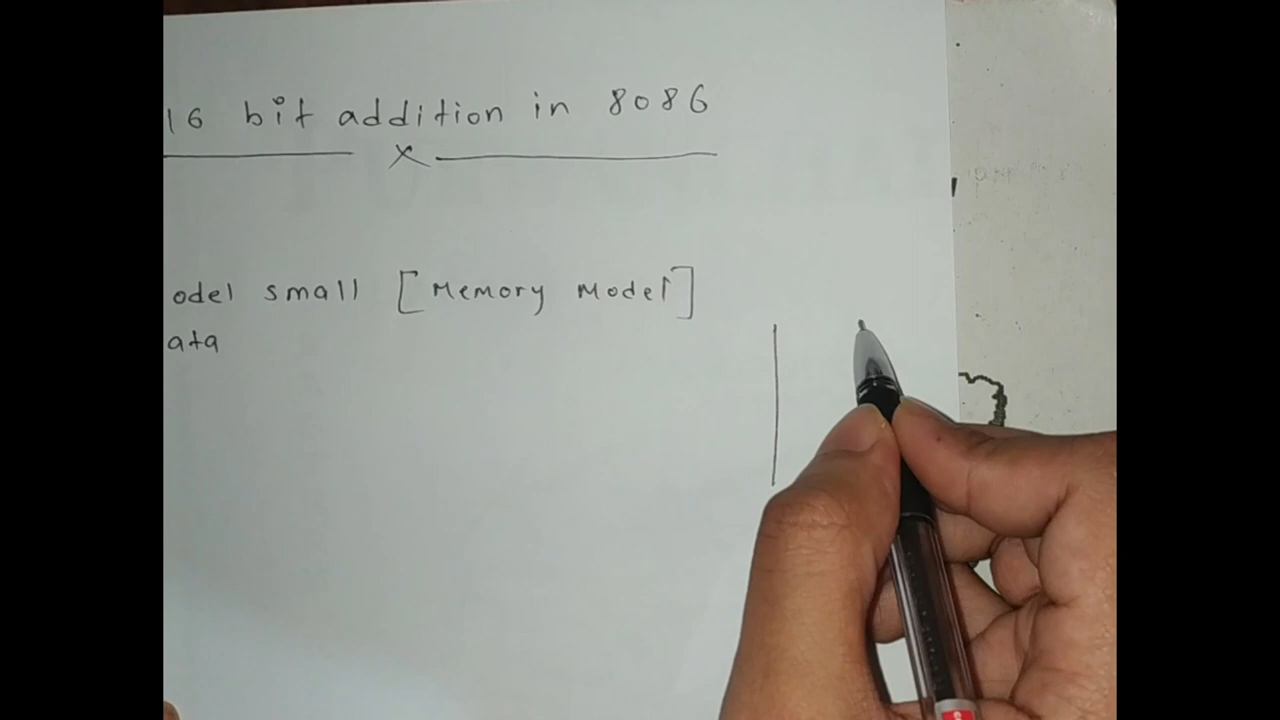 16 bit addition in 8086
odel small [Memory Model]
ata